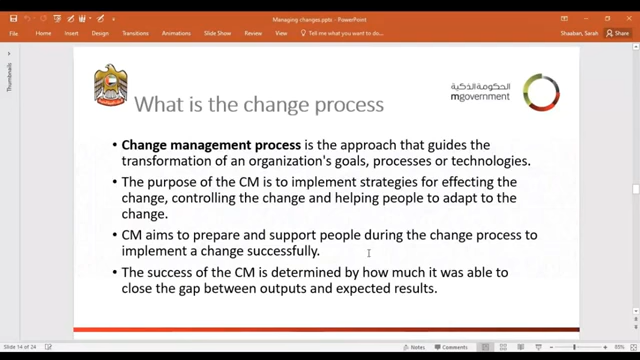 Managing changes.pptx - PowerPoint
Shaaban, Sarah
File Home Insert Design Transitions Animations Slide Show Review View Tell me what you want to do... Share
Thumbnails
What is the change process
الحكومة الذكية
mgovernment
• Change management process is the approach that guides the
transformation of an organization's goals, processes or technologies.
• The purpose of the CM is to implement strategies for effecting the
change, controlling the change and helping people to adapt to the
change.
• CM aims to prepare and support people during the change process to
implement a change successfully.
• The success of the CM is determined by how much it was able to
close the gap between outputs and expected results.
Slide 14 of 24
Notes Comments